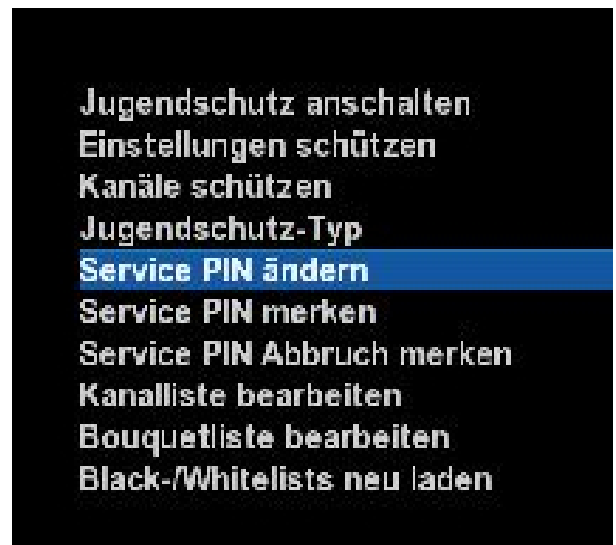 Jugendschutz anschalten
Einstellungen schützen
Kanäle schützen
Jugendschutz-Typ
Service PIN ändern
Service PIN merken
Service PIN Abbruch merken
Kanalliste bearbeiten
Bouquetliste bearbeiten
Black-/Whitelists neu laden